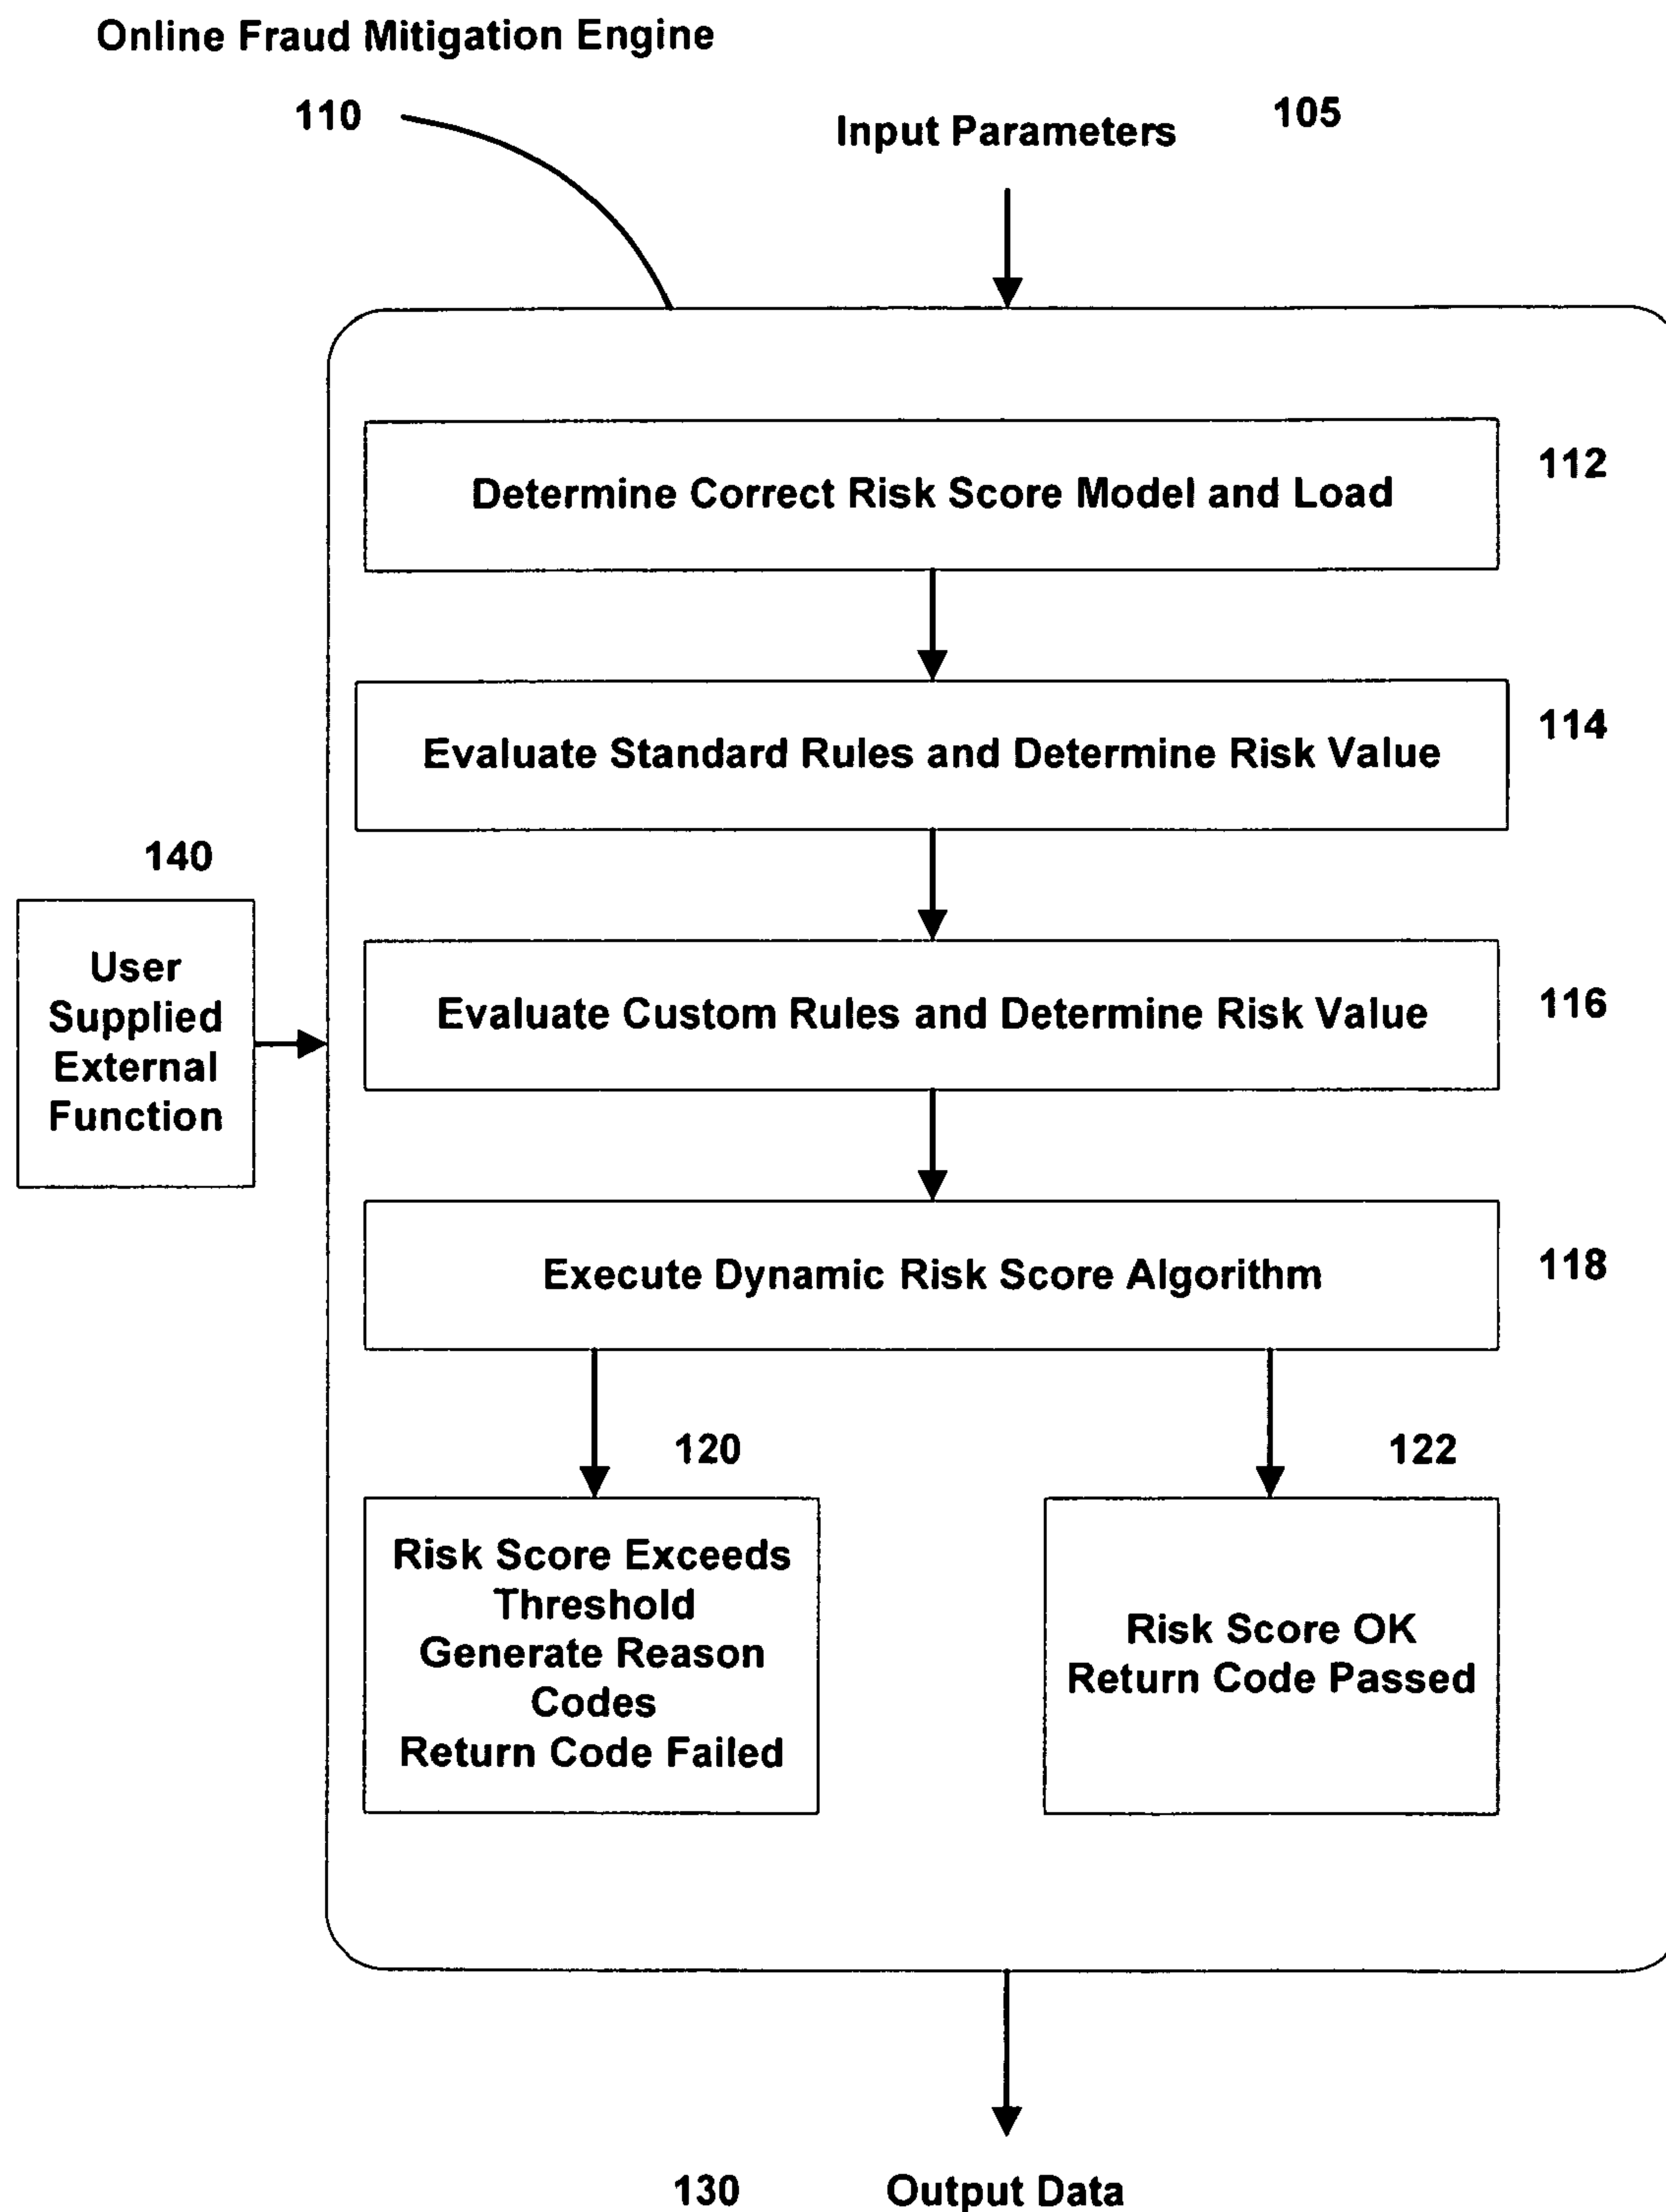 Online Fraud Mitigation Engine
110
Input Parameters
105
Determine Correct Risk Score Model and Load
112
Evaluate Standard Rules and Determine Risk Value
114
140
User
Supplied
External
Function
Evaluate Custom Rules and Determine Risk Value
116
Execute Dynamic Risk Score Algorithm
118
120
Risk Score Exceeds
Threshold
Generate Reason
Codes
Return Code Failed
122
Risk Score OK
Return Code Passed
130
Output Data